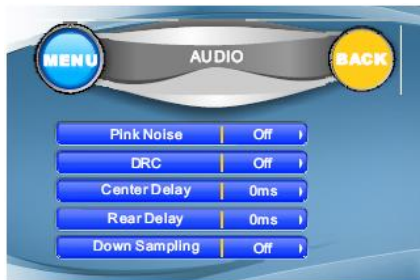 MENU AUDIO BACK
Pink Noise Off
DRC Off
Center Delay 0ms
Rear Delay 0ms
Down Sampling Off